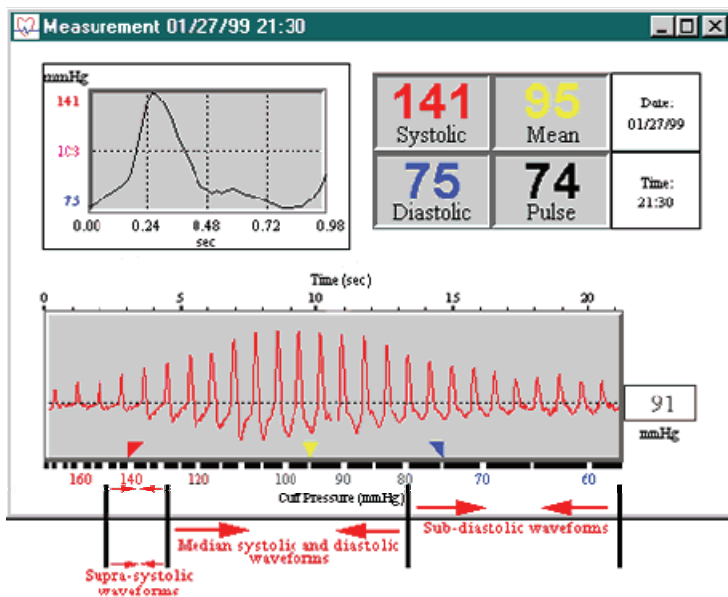 Measurement 01/27/99 21:30
mmHg
141
103
73
0.00 0.24 0.48 0.72 0.98
sec
141 Systolic
95 Mean
Date: 01/27/99
75 Diastolic
74 Pulse
Time: 21:30
Time (sec)
0 5 10 15 20
91
mmHg
160 140 120 100 90 80 70 60
Cuff Pressure (mmHg)
Sub-diastolic waveforms
Median systolic and diastolic
waveforms
Supra-systolic
waveforms